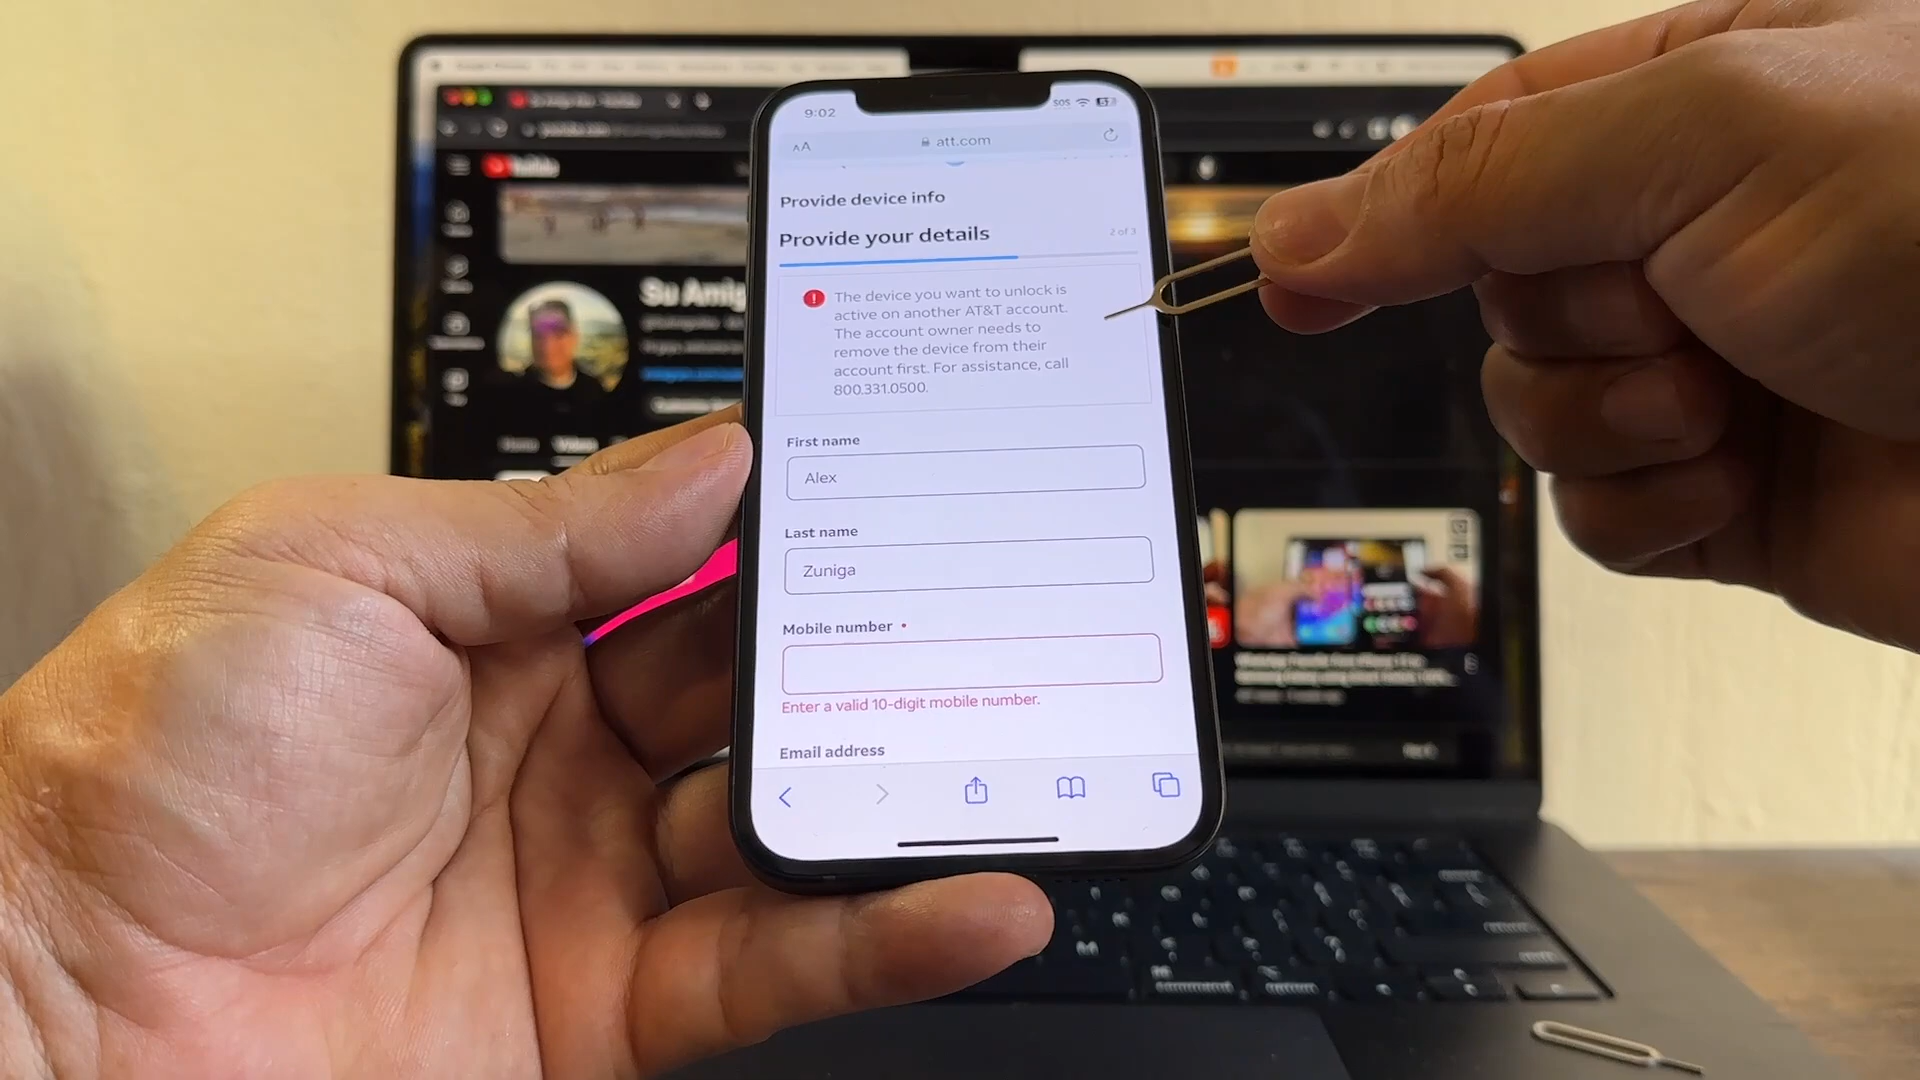 9:02
SOS
57
AA
att.com
Provide device info
Provide your details
2 of 3
The device you want to unlock is
active on another AT&T account.
The account owner needs to
remove the device from their
account first. For assistance, call
800.331.0500.
First name
Alex
Last name
Zuniga
Mobile number •
Enter a valid 10-digit mobile number.
Email address
Su Amig